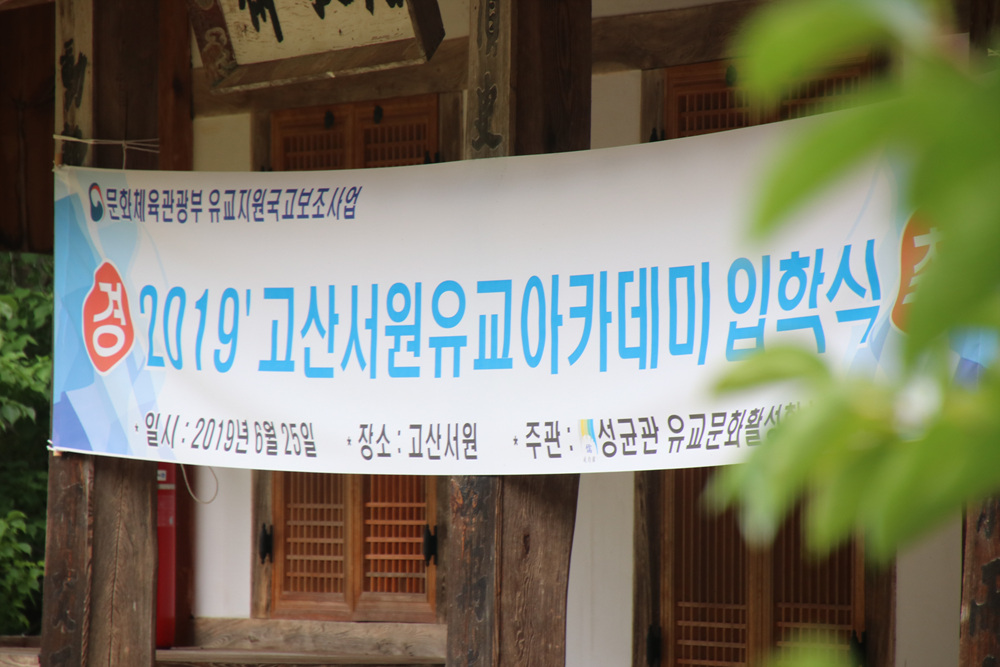 문화체육관광부 유교지원국고보조사업
경 2019' 고산서원유교아카데미 입학식
* 일시 : 2019년 6월 25일 * 장소 : 고산서원 * 주관 : 성균관 유교문화활성화